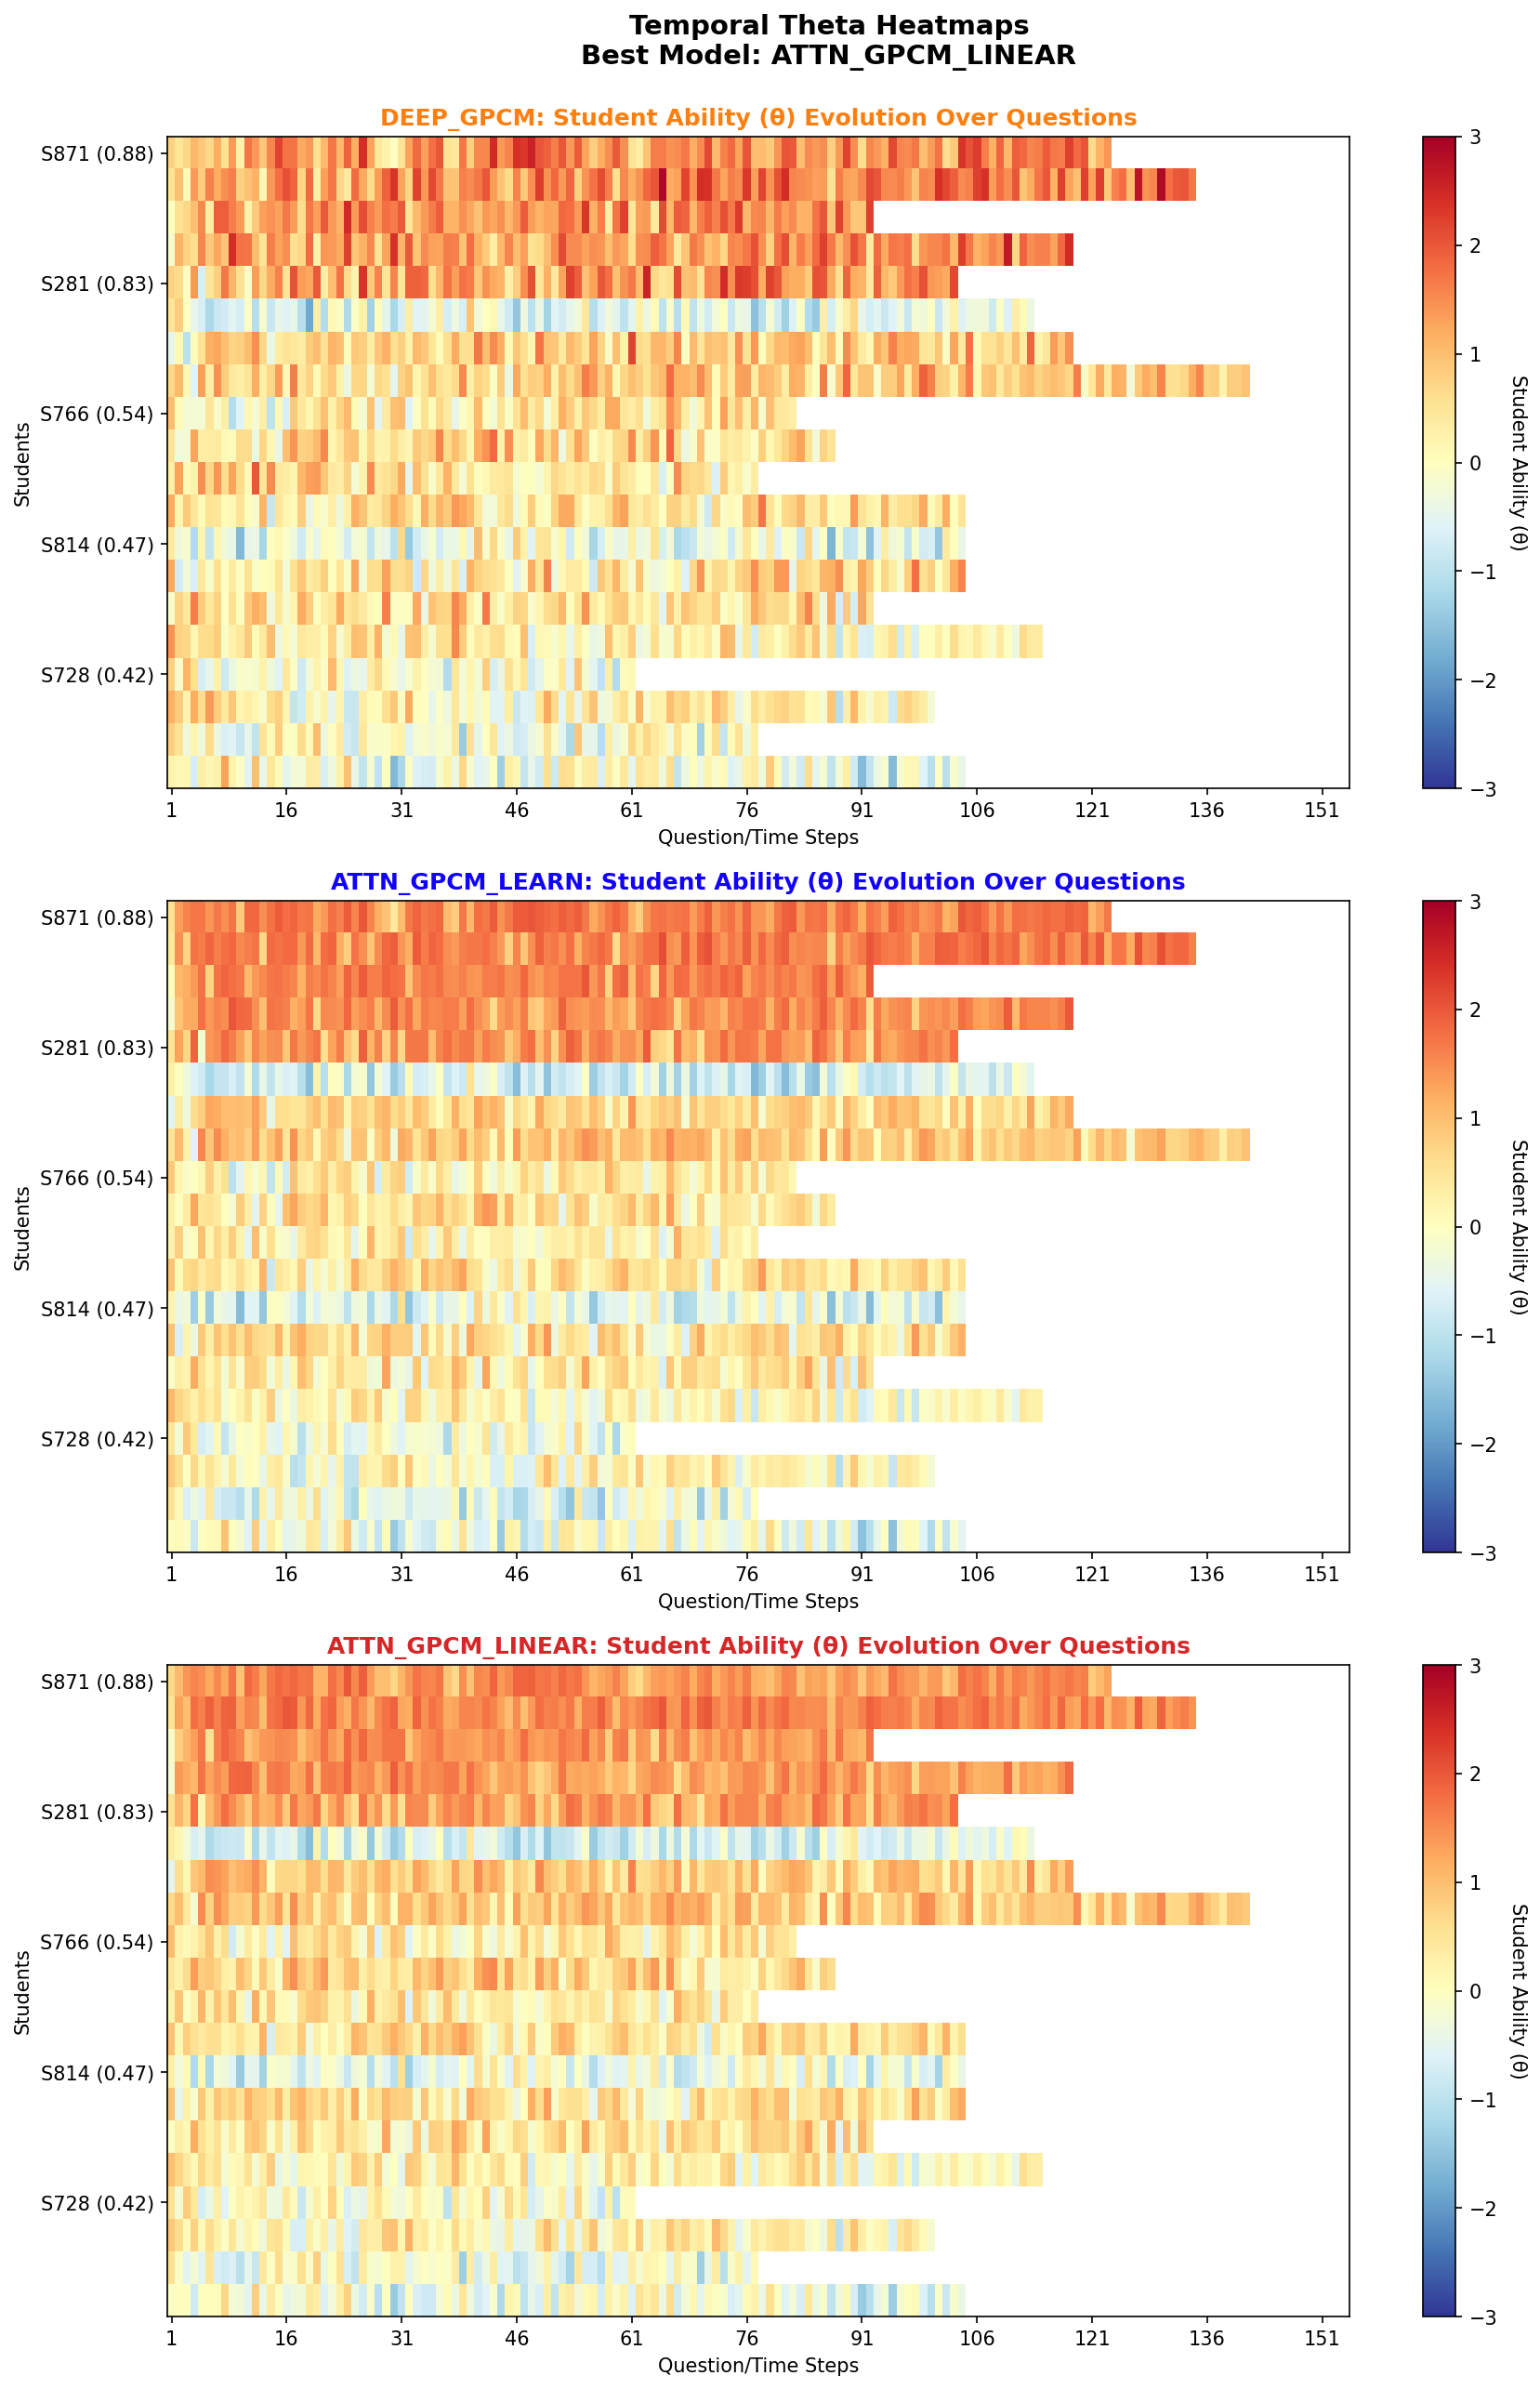 Temporal Theta Heatmaps
Best Model: ATTN_GPCM_LINEAR
DEEP_GPCM: Student Ability (θ) Evolution Over Questions
S871 (0.88)
S281 (0.83)
S766 (0.54)
S814 (0.47)
S728 (0.42)
Students
1 16 31 46 61 76 91 106 121 136 151
Question/Time Steps
3
2
1
0
−1
−2
−3
Student Ability (θ)
ATTN_GPCM_LEARN: Student Ability (θ) Evolution Over Questions
S871 (0.88)
S281 (0.83)
S766 (0.54)
S814 (0.47)
S728 (0.42)
Students
1 16 31 46 61 76 91 106 121 136 151
Question/Time Steps
3
2
1
0
−1
−2
−3
Student Ability (θ)
ATTN_GPCM_LINEAR: Student Ability (θ) Evolution Over Questions
S871 (0.88)
S281 (0.83)
S766 (0.54)
S814 (0.47)
S728 (0.42)
Students
1 16 31 46 61 76 91 106 121 136 151
Question/Time Steps
3
2
1
0
−1
−2
−3
Student Ability (θ)